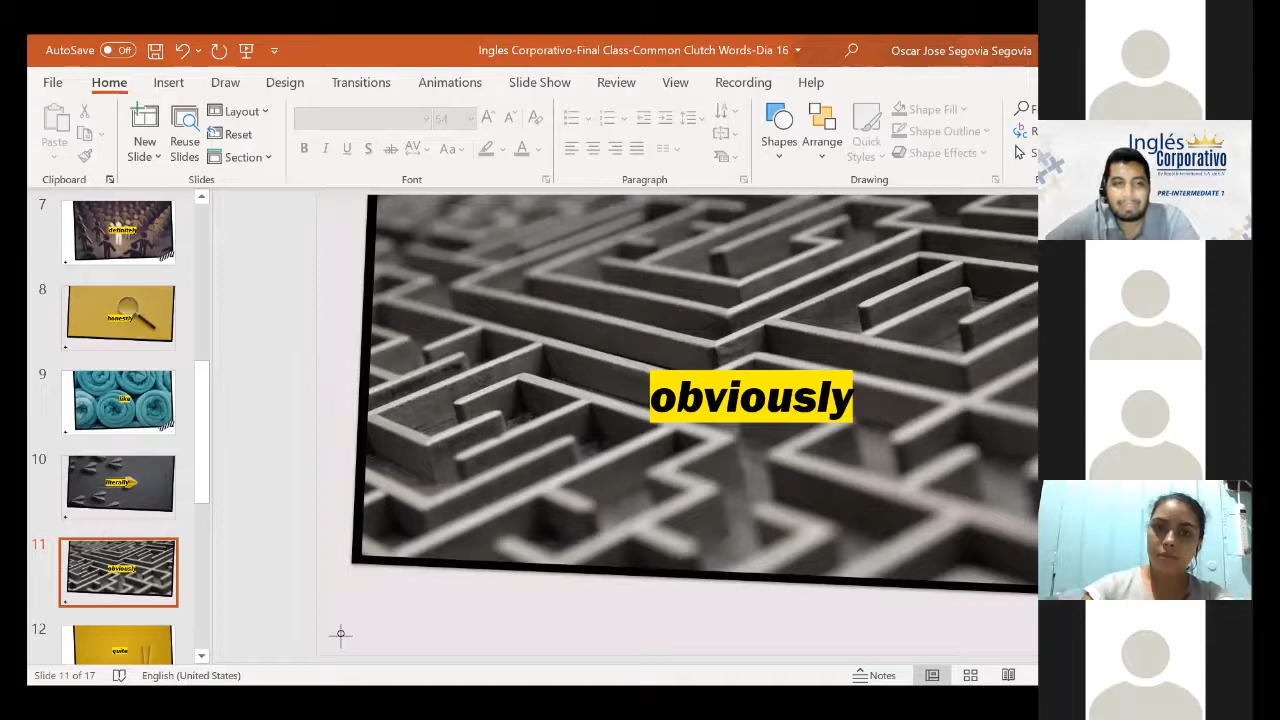 AutoSave Off
Ingles Corporativo-Final Class-Common Clutch Words-Dia 16
Oscar Jose Segovia Segovia
File Home Insert Draw Design Transitions Animations Slide Show Review View Recording Help
Paste
Clipboard
New Slide
Reuse Slides
Layout
Reset
Section
Slides
54
B I U S ab AV Aa A
Font
Paragraph
Shapes
Arrange
Quick Styles
Shape Fill
Shape Outline
Shape Effects
Drawing
7
definitely
8
honestly
9
like
10
literally
11
obviously
12
quite
obviously
Slide 11 of 17
English (United States)
Notes
Inglés
Corporativo
PRE-INTERMEDIATE 1